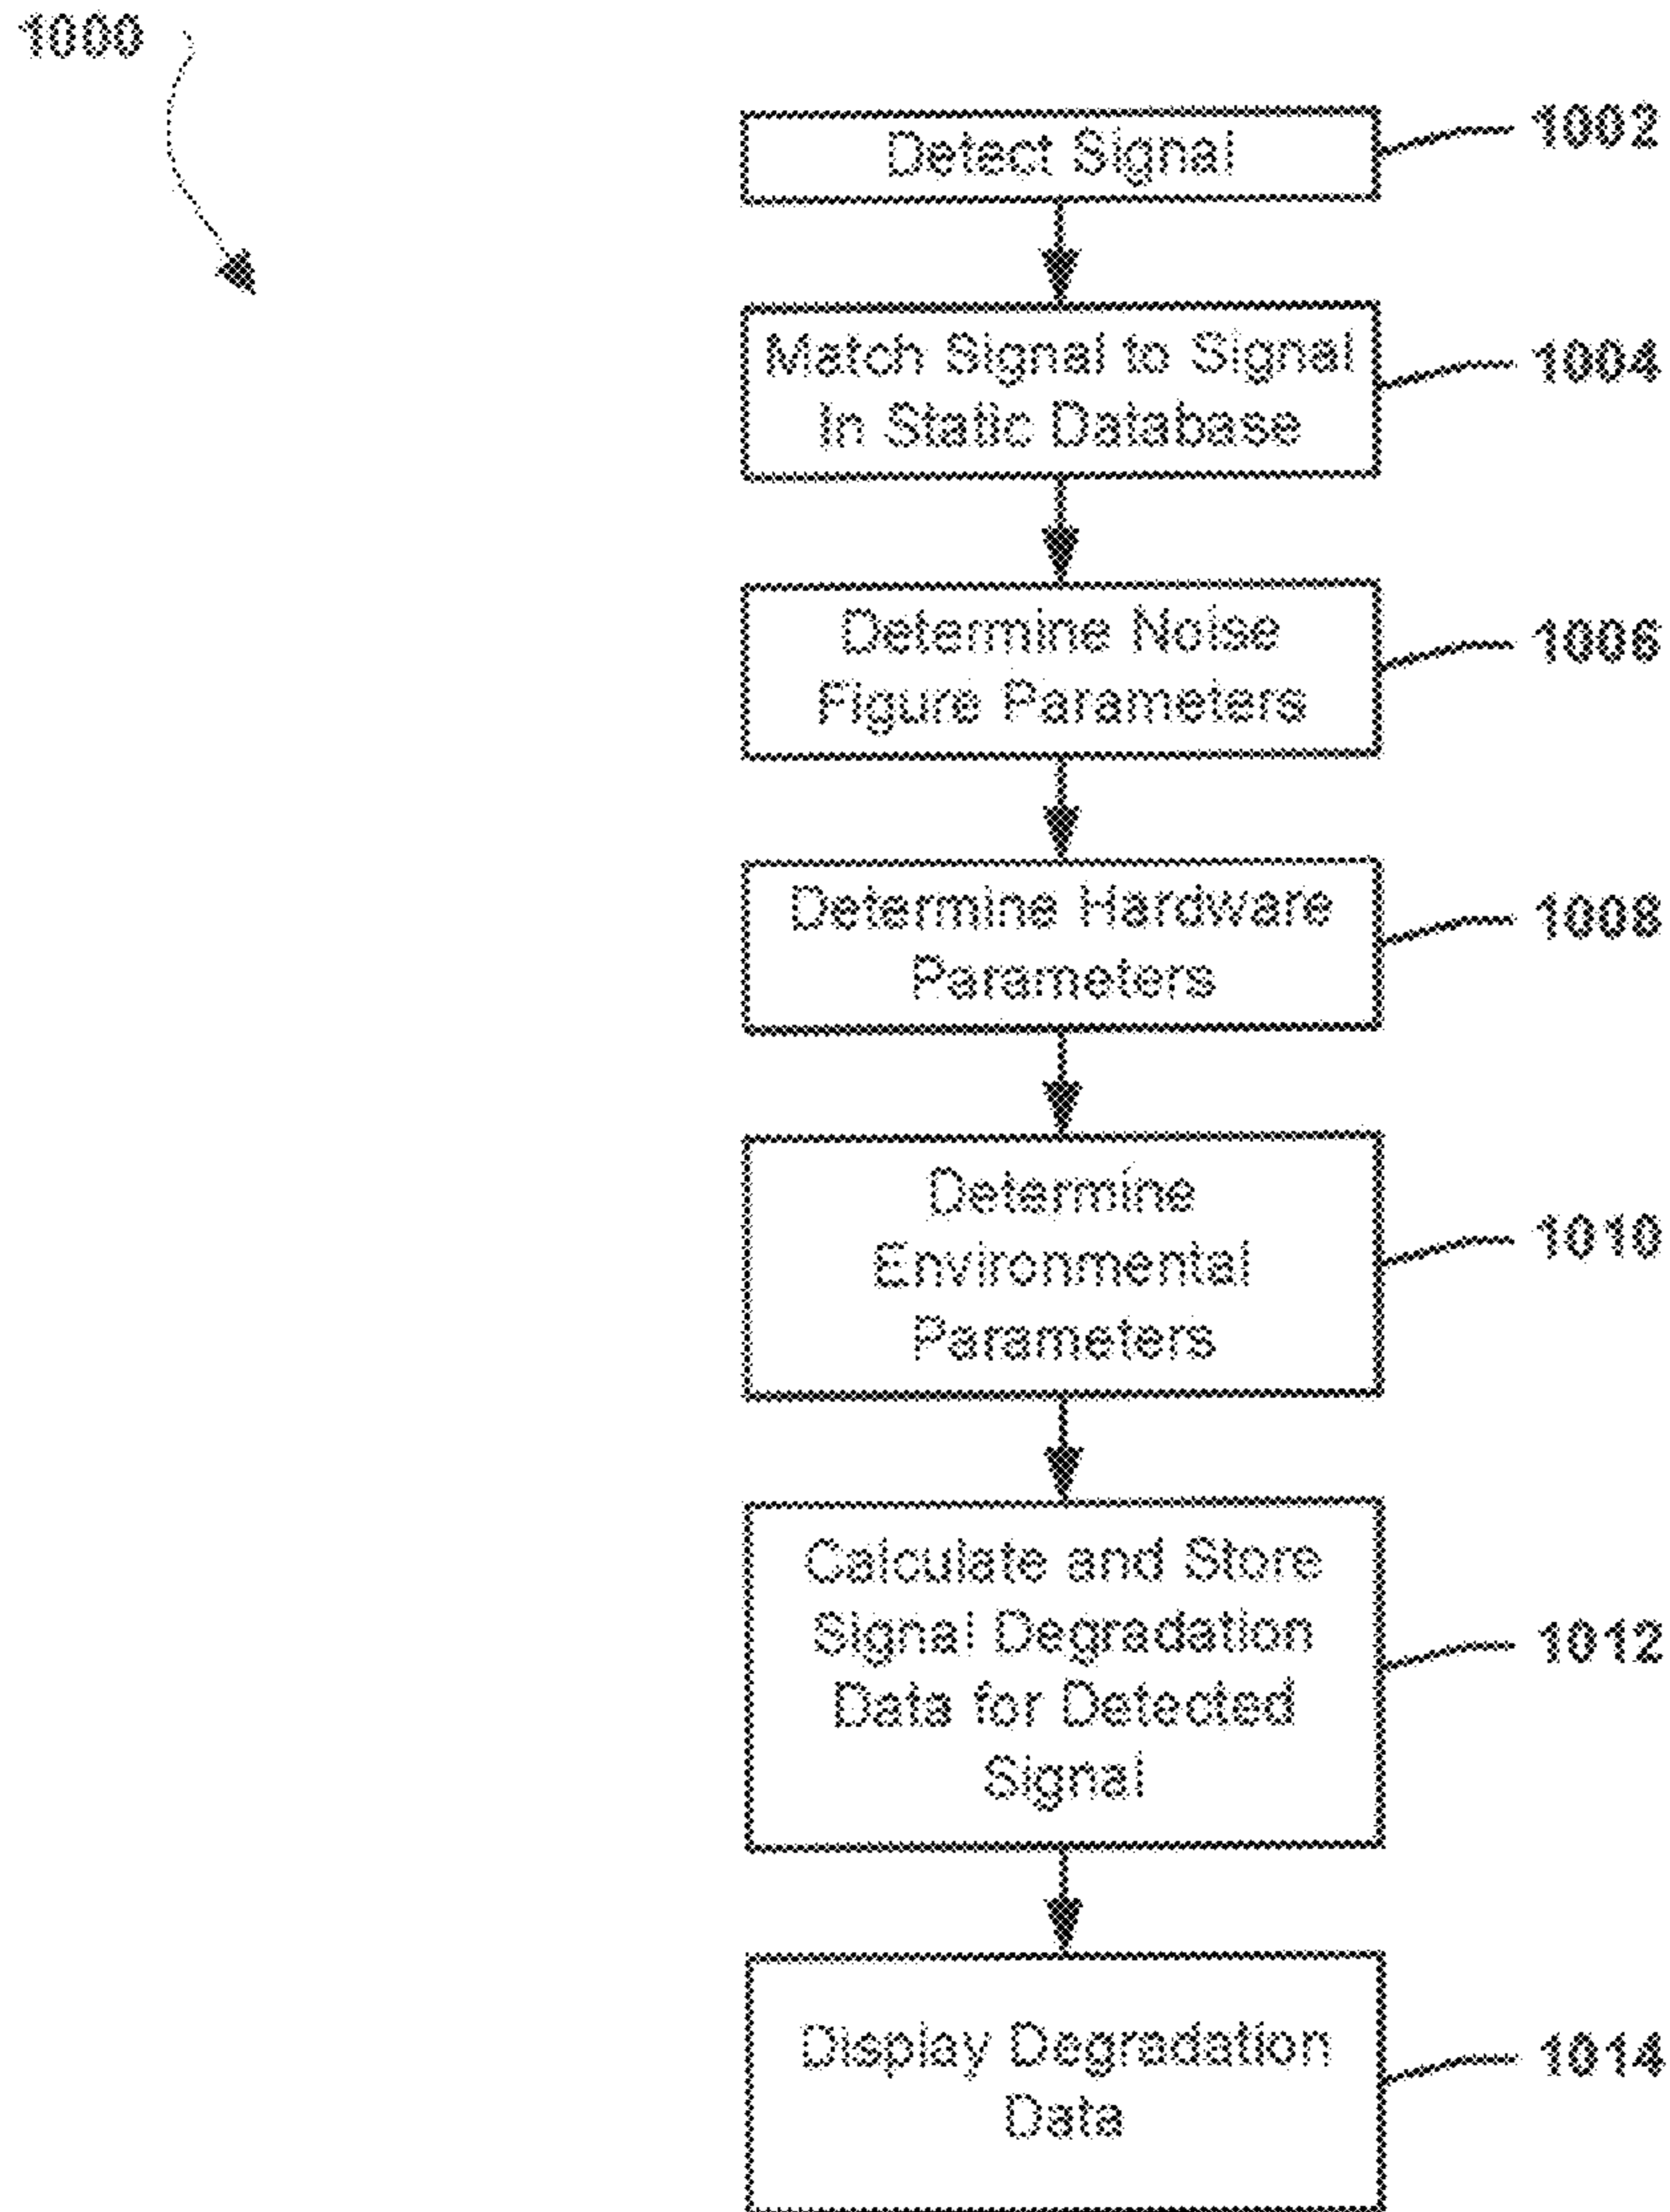 1000
Detect Signal
1002
Match Signal to Signal
in Static Database
1004
Determine Noise
Figure Parameters
1006
Determine Hardware
Parameters
1008
Determine
Environmental
Parameters
1010
Calculate and Store
Signal Degradation
Data for Detected
Signal
1012
Display Degradation
Data
1014